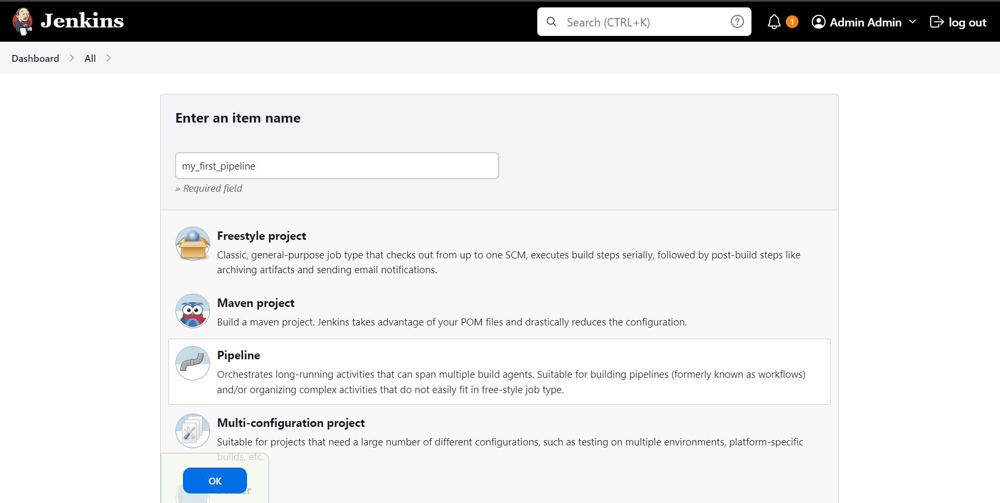 Jenkins
Search (CTRL+K)
1
Admin Admin
log out
Dashboard
All
Enter an item name
my_first_pipeline
» Required field
Freestyle project
Classic, general-purpose job type that checks out from up to one SCM, executes build steps serially, followed by post-build steps like
archiving artifacts and sending email notifications.
Maven project
Build a maven project. Jenkins takes advantage of your POM files and drastically reduces the configuration.
Pipeline
Orchestrates long-running activities that can span multiple build agents. Suitable for building pipelines (formerly known as workflows)
and/or organizing complex activities that do not easily fit in free-style job type.
Multi-configuration project
Suitable for projects that need a large number of different configurations, such as testing on multiple environments, platform-specific
builds, etc.
OK